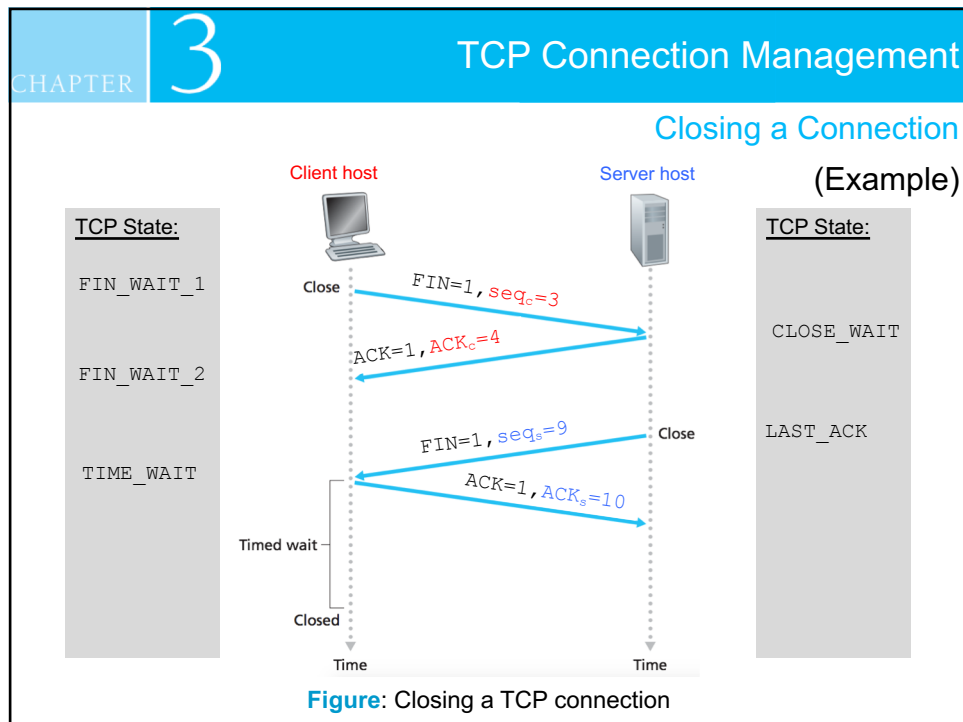 CHAPTER 3
TCP Connection Management
Closing a Connection
(Example)
Client host
Server host
TCP State:
TCP State:
FIN_WAIT_1
Close
FIN=1, seqc=3
CLOSE_WAIT
ACK=1, ACKc=4
FIN_WAIT_2
FIN=1, seqs=9
Close
LAST_ACK
TIME_WAIT
ACK=1, ACKs=10
Timed wait
Closed
Time
Time
Figure: Closing a TCP connection